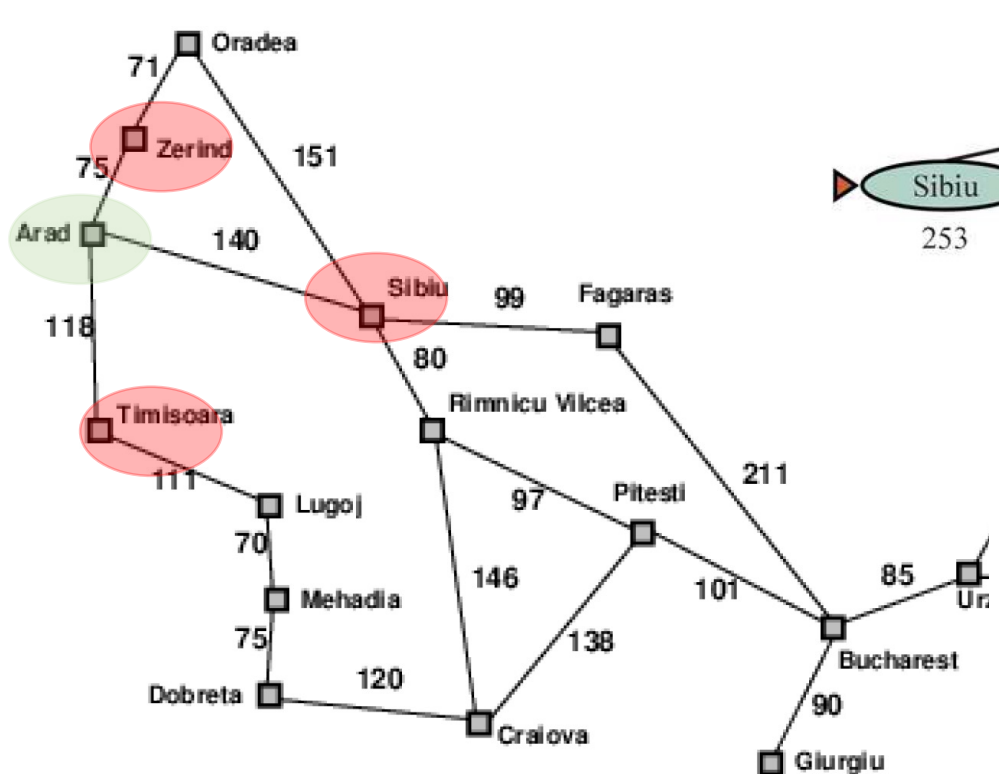 Oradea
71
Zerind
151
75
Sibiu
Arad
140
253
Sibiu
99
Fagaras
118
80
Timisoara
Rimnicu Vilcea
111
211
Lugoj
97
Pitesti
70
146
101
85
Mehadia
Urz
75
138
Bucharest
Dobreta
120
90
Craiova
Giurgiu